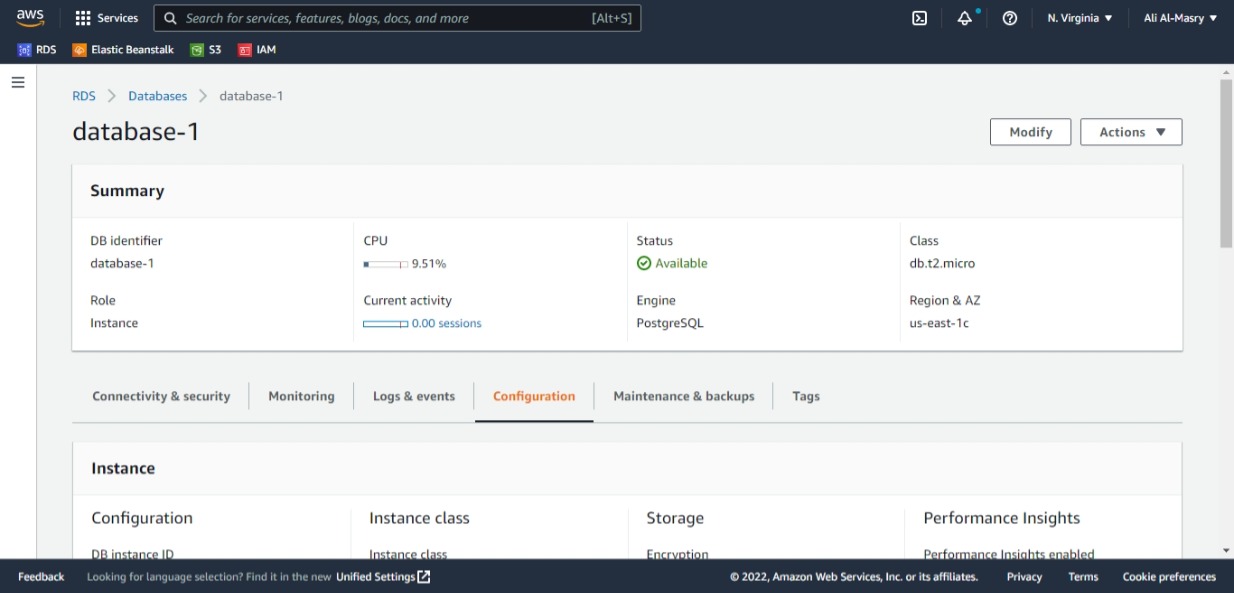 aws Services Search for services, features, blogs, docs, and more [Alt+S] N. Virginia ▼ Ali Al-Masry ▼
RDS Elastic Beanstalk S3 IAM
RDS > Databases > database-1
database-1 Modify Actions ▼
Summary
DB identifier CPU Status Class
database-1 9.51% Available db.t2.micro
Role Current activity Engine Region & AZ
Instance 0.00 sessions PostgreSQL us-east-1c
Connectivity & security Monitoring Logs & events Configuration Maintenance & backups Tags
Instance
Configuration Instance class Storage Performance Insights
DB instance ID Instance class Encryption Performance Insights enabled
Feedback Looking for language selection? Find it in the new Unified Settings © 2022, Amazon Web Services, Inc. or its affiliates. Privacy Terms Cookie preferences